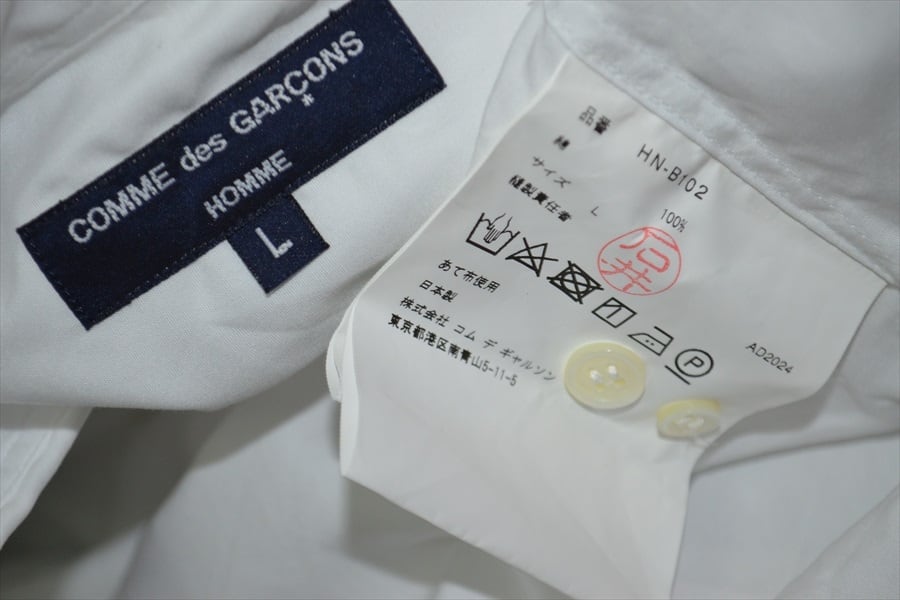 COMME des GARÇONS
*
HOMME
L
品番 HN-B102
綿 100%
サイズ L
縫製責任者 石井
あて布使用
日本製
株式会社 コム デ ギャルソン
東京都港区南青山5-11-5
P
AD2024